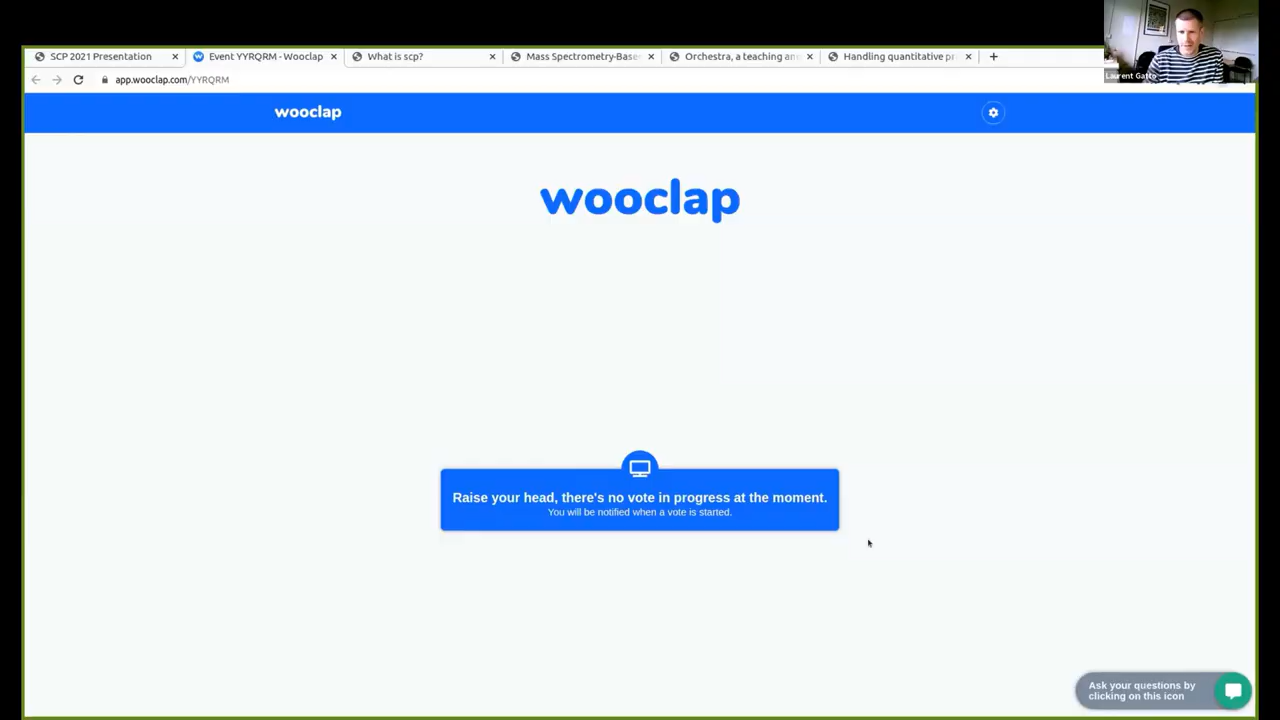 SCP 2021 Presentation
Event YYRQRM - Wooclap
What is scp?
Mass Spectrometry-Base
Orchestra, a teaching an
Handling quantitative pr
Laurent Gatto
app.wooclap.com/YYRQRM
wooclap
wooclap
Raise your head, there's no vote in progress at the moment.
You will be notified when a vote is started.
Ask your questions by
clicking on this icon